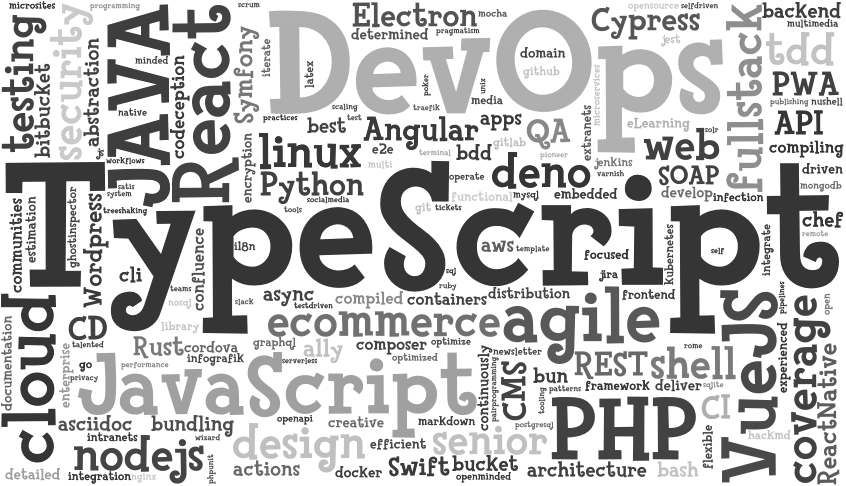 microsites
programming
scrum
Electron
mocha
opensource
selfdriven
backend
multimedia
testing
security
JAVA
React
Symfony
DevOps
determined
pragmatism
Cypress
jest
fullstack
tdd
bitbucket
abstraction
minded
codeception
iterate
latex
poker
unix
domain
github
microservices
PWA
publishing
nushell
native
scaling
test
traefik
media
practices
best
Angular
apps
gitlab
QA
extranets
eLearning
solr
API
js
workflows
encryption
linux
e2e
multi
terminal
bdd
pioneer
jenkins
varnish
web
compiling
satis
system
Python
operate
deno
SOAP
driven
mongodb
treeshaking
socialmedia
tools
functional
mysql
embedded
develop
infection
git
tickets
chef
remote
TypeScript
communities
estimation
ghostinspector
Wordpress
confluence
i18n
aws
template
focused
Kubernetes
self
integrate
cli
teams
nosql
slack
sql
ruby
jira
async
testdriven
compiled
containers
distribution
frontend
pipelines
open
cloud
documentation
CD
talented
library
ecommerce
agile
VueJS
experienced
coverage
ReactNative
enterprise
go
privacy
Rust
cordova
infografik
graphql
serverless
a11y
composer
optimize
optimized
continuously
newsletter
pairprogramming
rome
performance
JavaScript
CMS
bun
tooling
patterns
REST
shell
framework
deliver
sqlite
asciidoc
bundling
openapi
creative
markdown
postgresql
PHP
CI
flexible
hackmd
intranets
wizard
nodejs
phpunit
design
efficient
senior
detailed
integration
nginx
actions
docker
Swift
bucket
openminded
architecture
bash